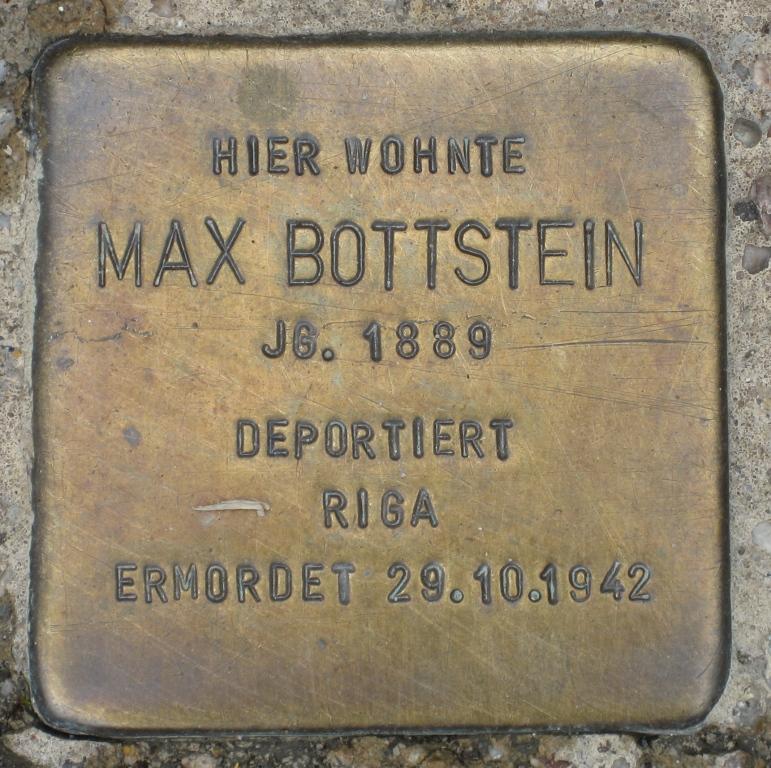 HIER WOHNTE
MAX BOTTSTEIN
JG. 1889
DEPORTIERT
RIGA
ERMORDET 29.10.1942